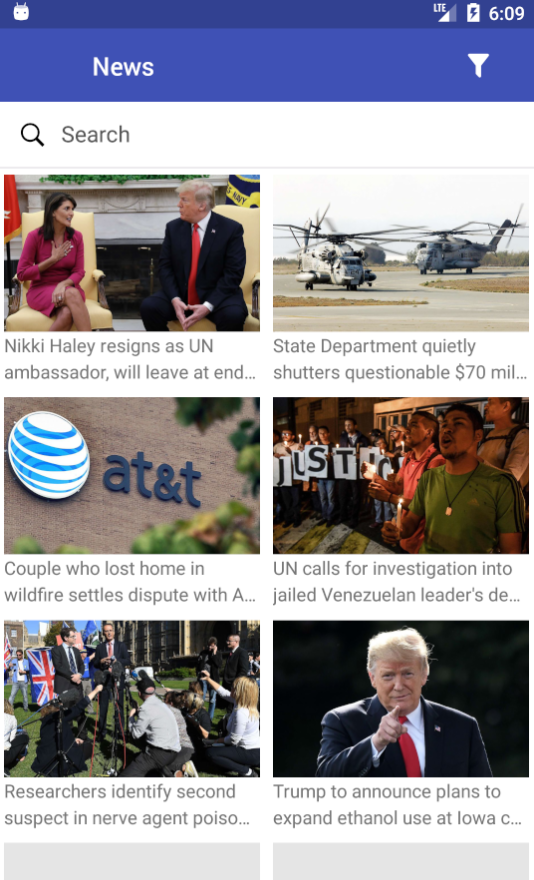 LTE 6:09
News
Search
Nikki Haley resigns as UN
ambassador, will leave at end…
State Department quietly
shutters questionable $70 mil…
at&t
JUSTIC
Couple who lost home in
wildfire settles dispute with A…
UN calls for investigation into
jailed Venezuelan leader's de…
Researchers identify second
suspect in nerve agent poiso…
Trump to announce plans to
expand ethanol use at Iowa c…